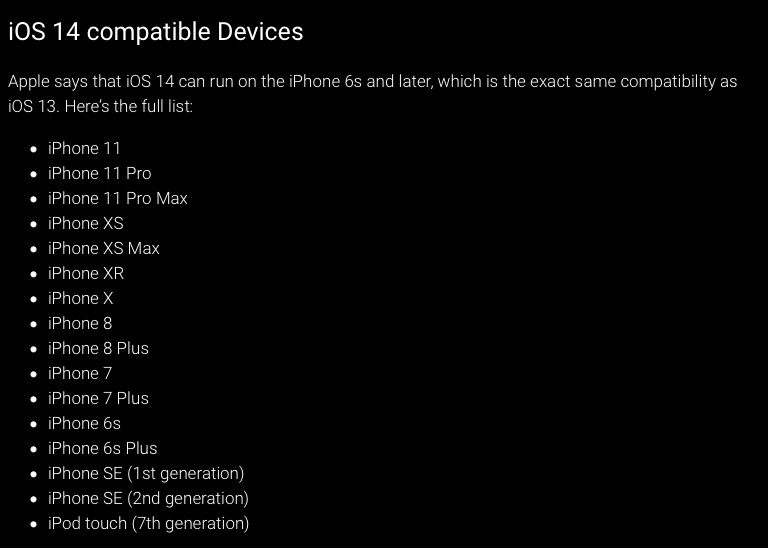 iOS 14 compatible Devices
Apple says that iOS 14 can run on the iPhone 6s and later, which is the exact same compatibility as
iOS 13. Here’s the full list:
• iPhone 11
• iPhone 11 Pro
• iPhone 11 Pro Max
• iPhone XS
• iPhone XS Max
• iPhone XR
• iPhone X
• iPhone 8
• iPhone 8 Plus
• iPhone 7
• iPhone 7 Plus
• iPhone 6s
• iPhone 6s Plus
• iPhone SE (1st generation)
• iPhone SE (2nd generation)
• iPod touch (7th generation)